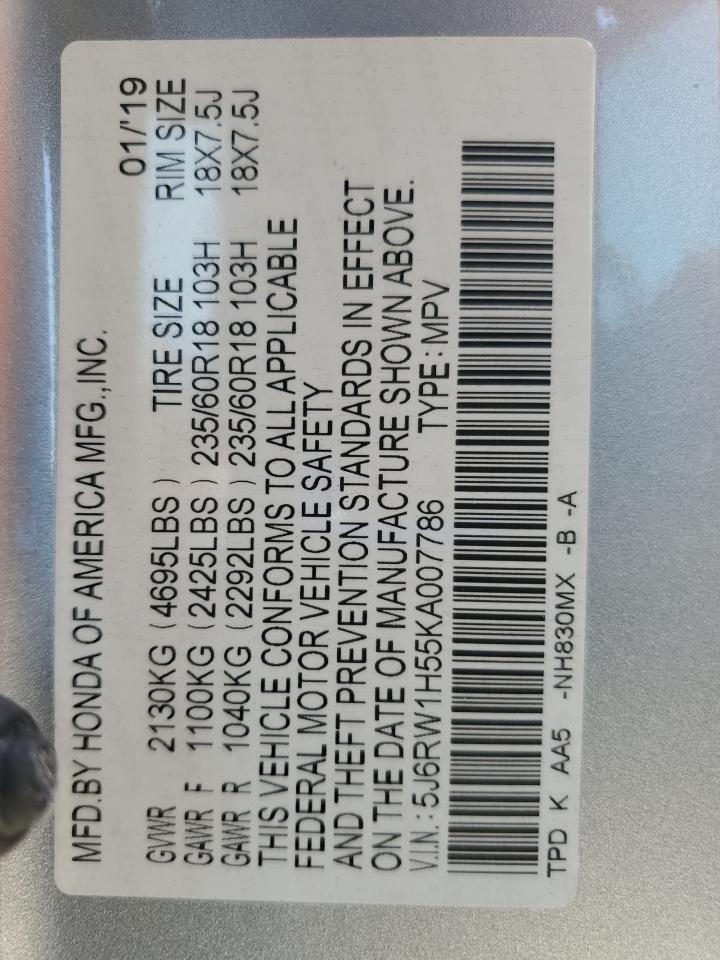 MFD.BY HONDA OF AMERICA MFG.,INC.
01/'19
GVWR 2130KG (4695LBS) TIRE SIZE RIM SIZE
GAWR F 1100KG (2425LBS) 235/60R18 103H 18X7.5J
GAWR R 1040KG (2292LBS) 235/60R18 103H 18X7.5J
THIS VEHICLE CONFORMS TO ALL APPLICABLE
FEDERAL MOTOR VEHICLE SAFETY
AND THEFT PREVENTION STANDARDS IN EFFECT
ON THE DATE OF MANUFACTURE SHOWN ABOVE.
V.I.N.: 5J6RW1H55KA007786 TYPE : MPV
TPD K AA5 -NH830MX -B -A